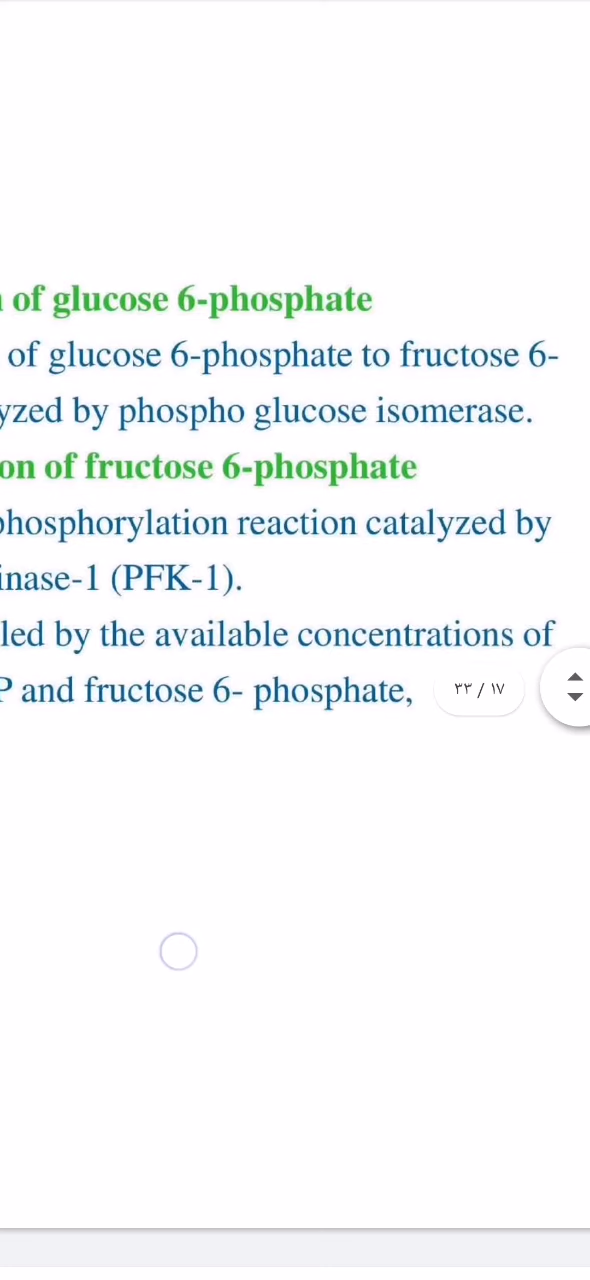 of glucose 6-phosphate
of glucose 6-phosphate to fructose 6-
yzed by phospho glucose isomerase.
on of fructose 6-phosphate
phosphorylation reaction catalyzed by
inase-1 (PFK-1).
led by the available concentrations of
P and fructose 6- phosphate,
٣٣ / ١٧